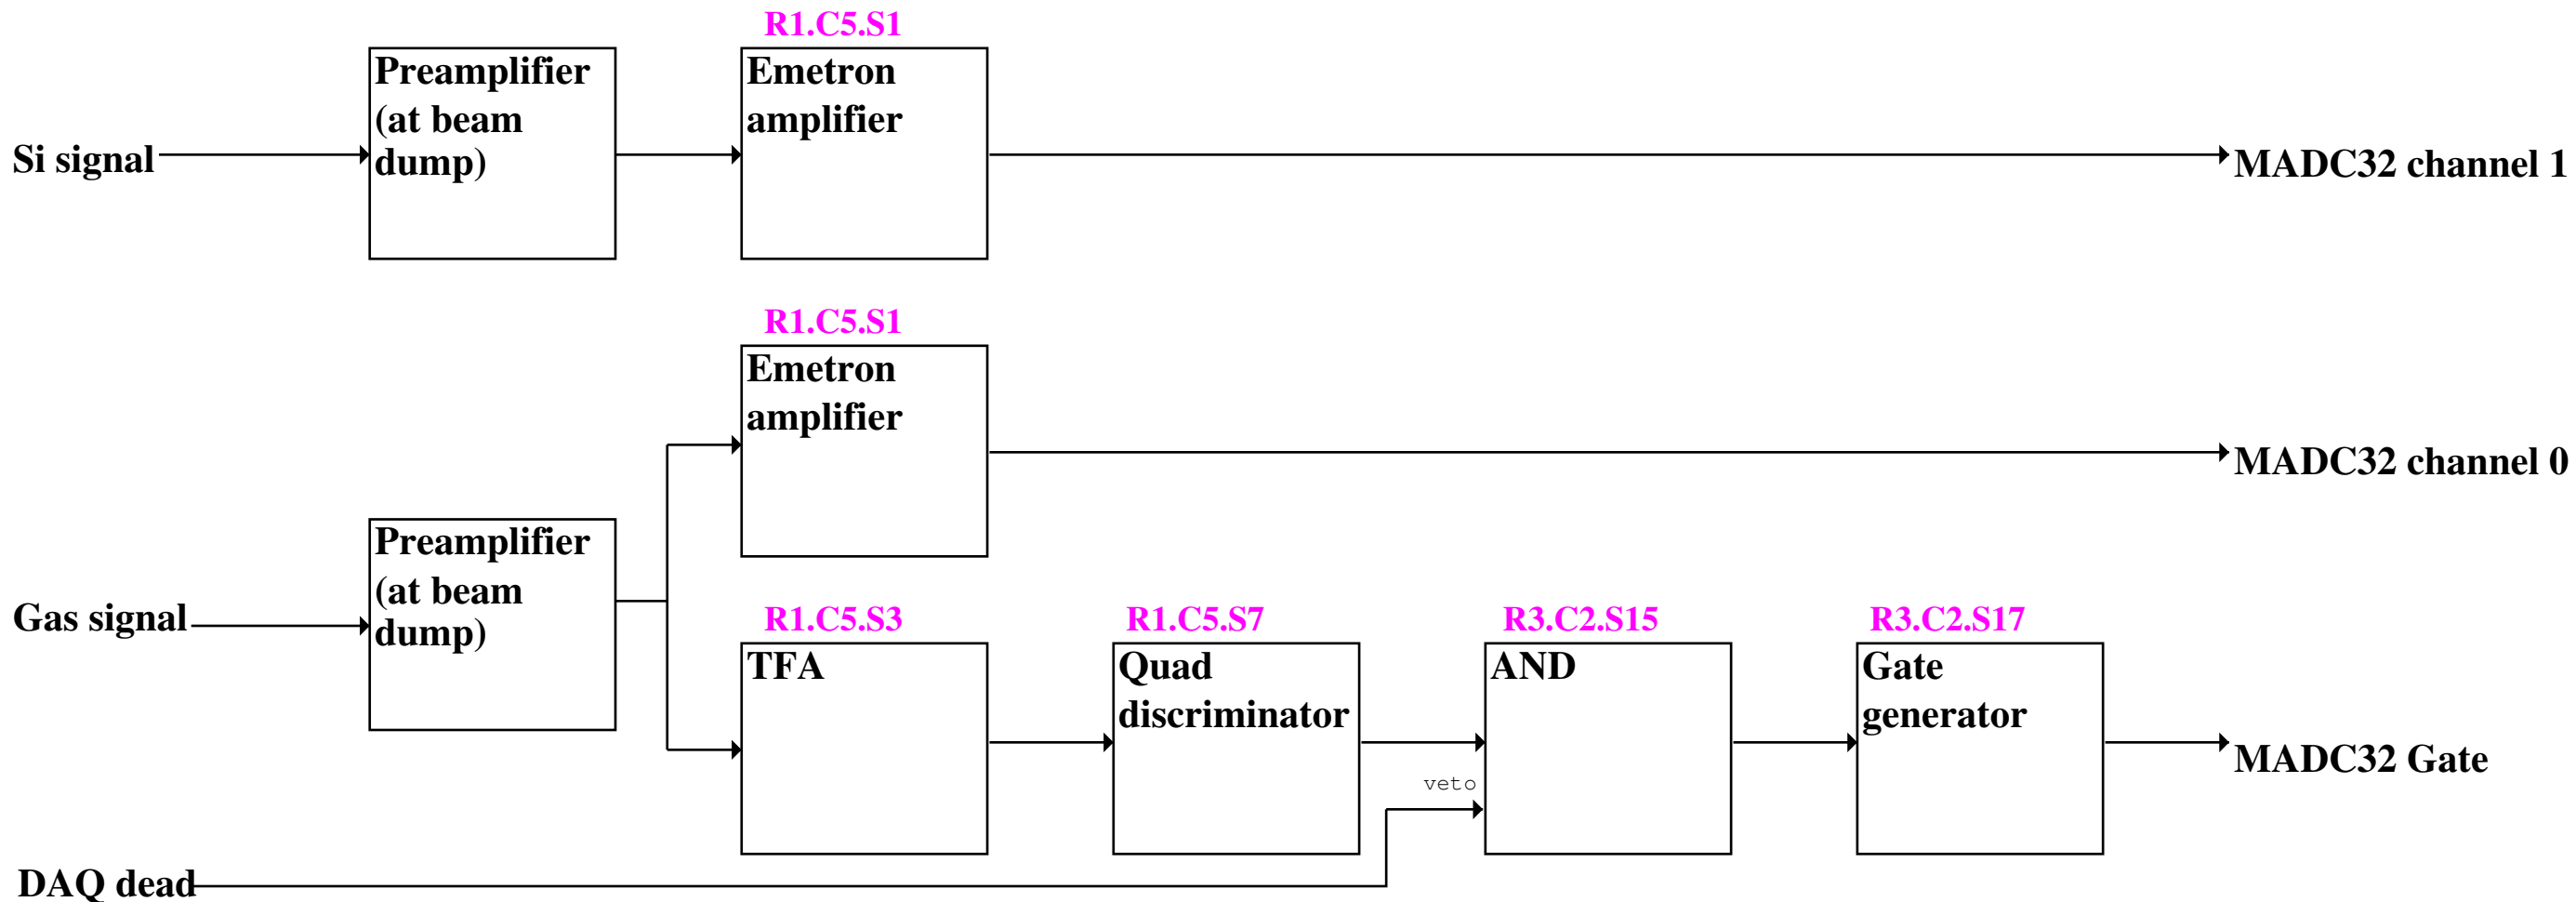 R1.C5.S1
Preamplifier
(at beam
dump)
Emetron
amplifier
Si signal
MADC32 channel 1
R1.C5.S1
Emetron
amplifier
MADC32 channel 0
Preamplifier
(at beam
dump)
Gas signal
R1.C5.S3
TFA
R1.C5.S7
Quad
discriminator
R3.C2.S15
AND
R3.C2.S17
Gate
generator
MADC32 Gate
veto
DAQ dead